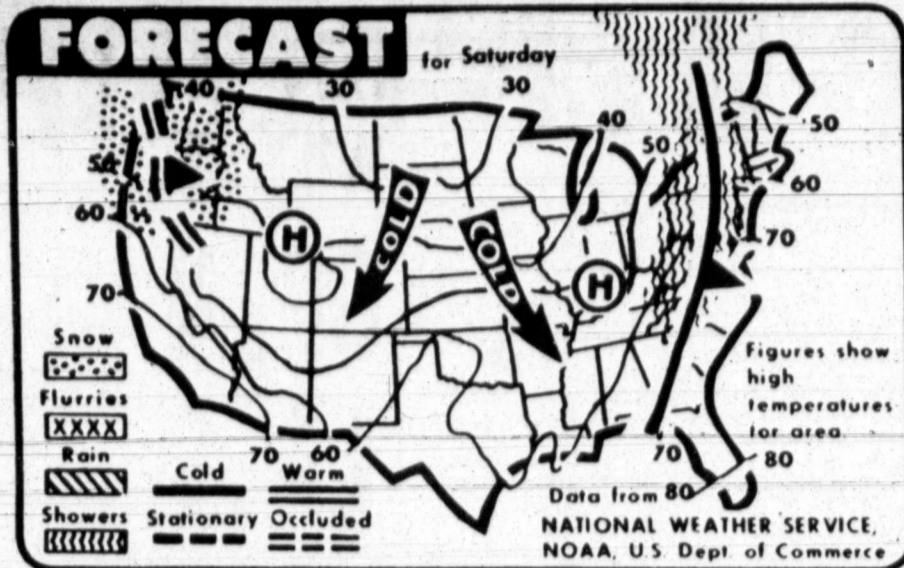 FORECAST
for Saturday
40 30 30
40
50
50
50
60
60
70
70
H
COLD
COLD
H
Snow
Flurries
XXXX
Rain
Showers
Cold
Stationary
Warm
Occluded
70 60
70
80
80
Figures show
high
temperatures
for area.
Data from
NATIONAL WEATHER SERVICE,
NOAA, U.S. Dept. of Commerce